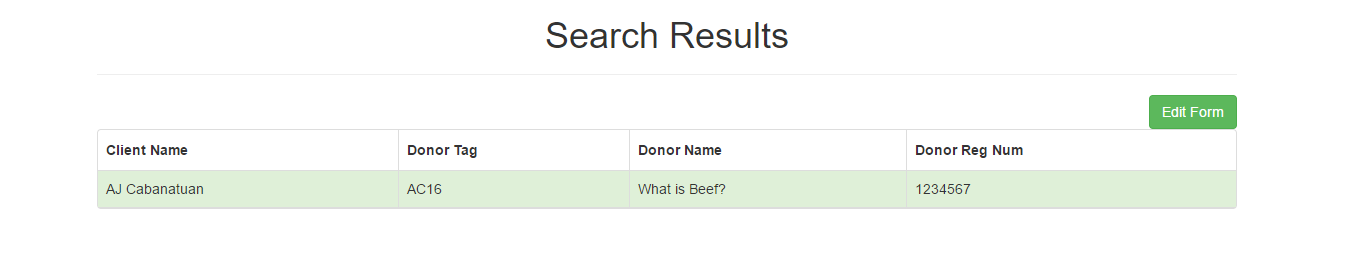 Search Results
Edit Form
Client Name Donor Tag Donor Name Donor Reg Num
AJ Cabanatuan AC16 What is Beef? 1234567